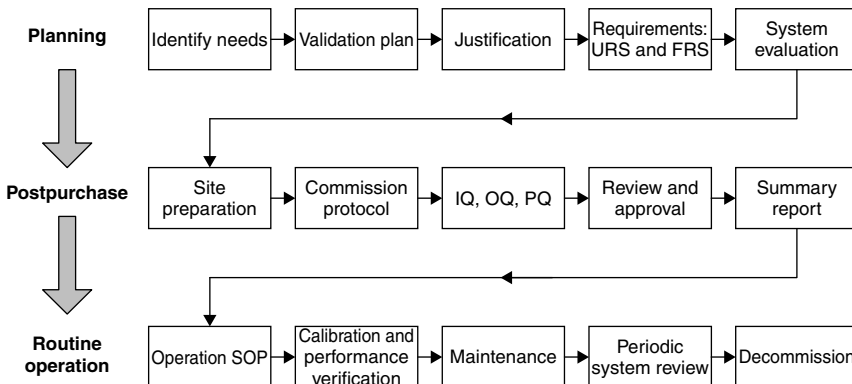 Planning
Identify needs
Validation plan
Justification
Requirements:
URS and FRS
System
evaluation
Postpurchase
Site
preparation
Commission
protocol
IQ, OQ, PQ
Review and
approval
Summary
report
Routine
operation
Operation SOP
Calibration and
performance
verification
Maintenance
Periodic
system review
Decommission